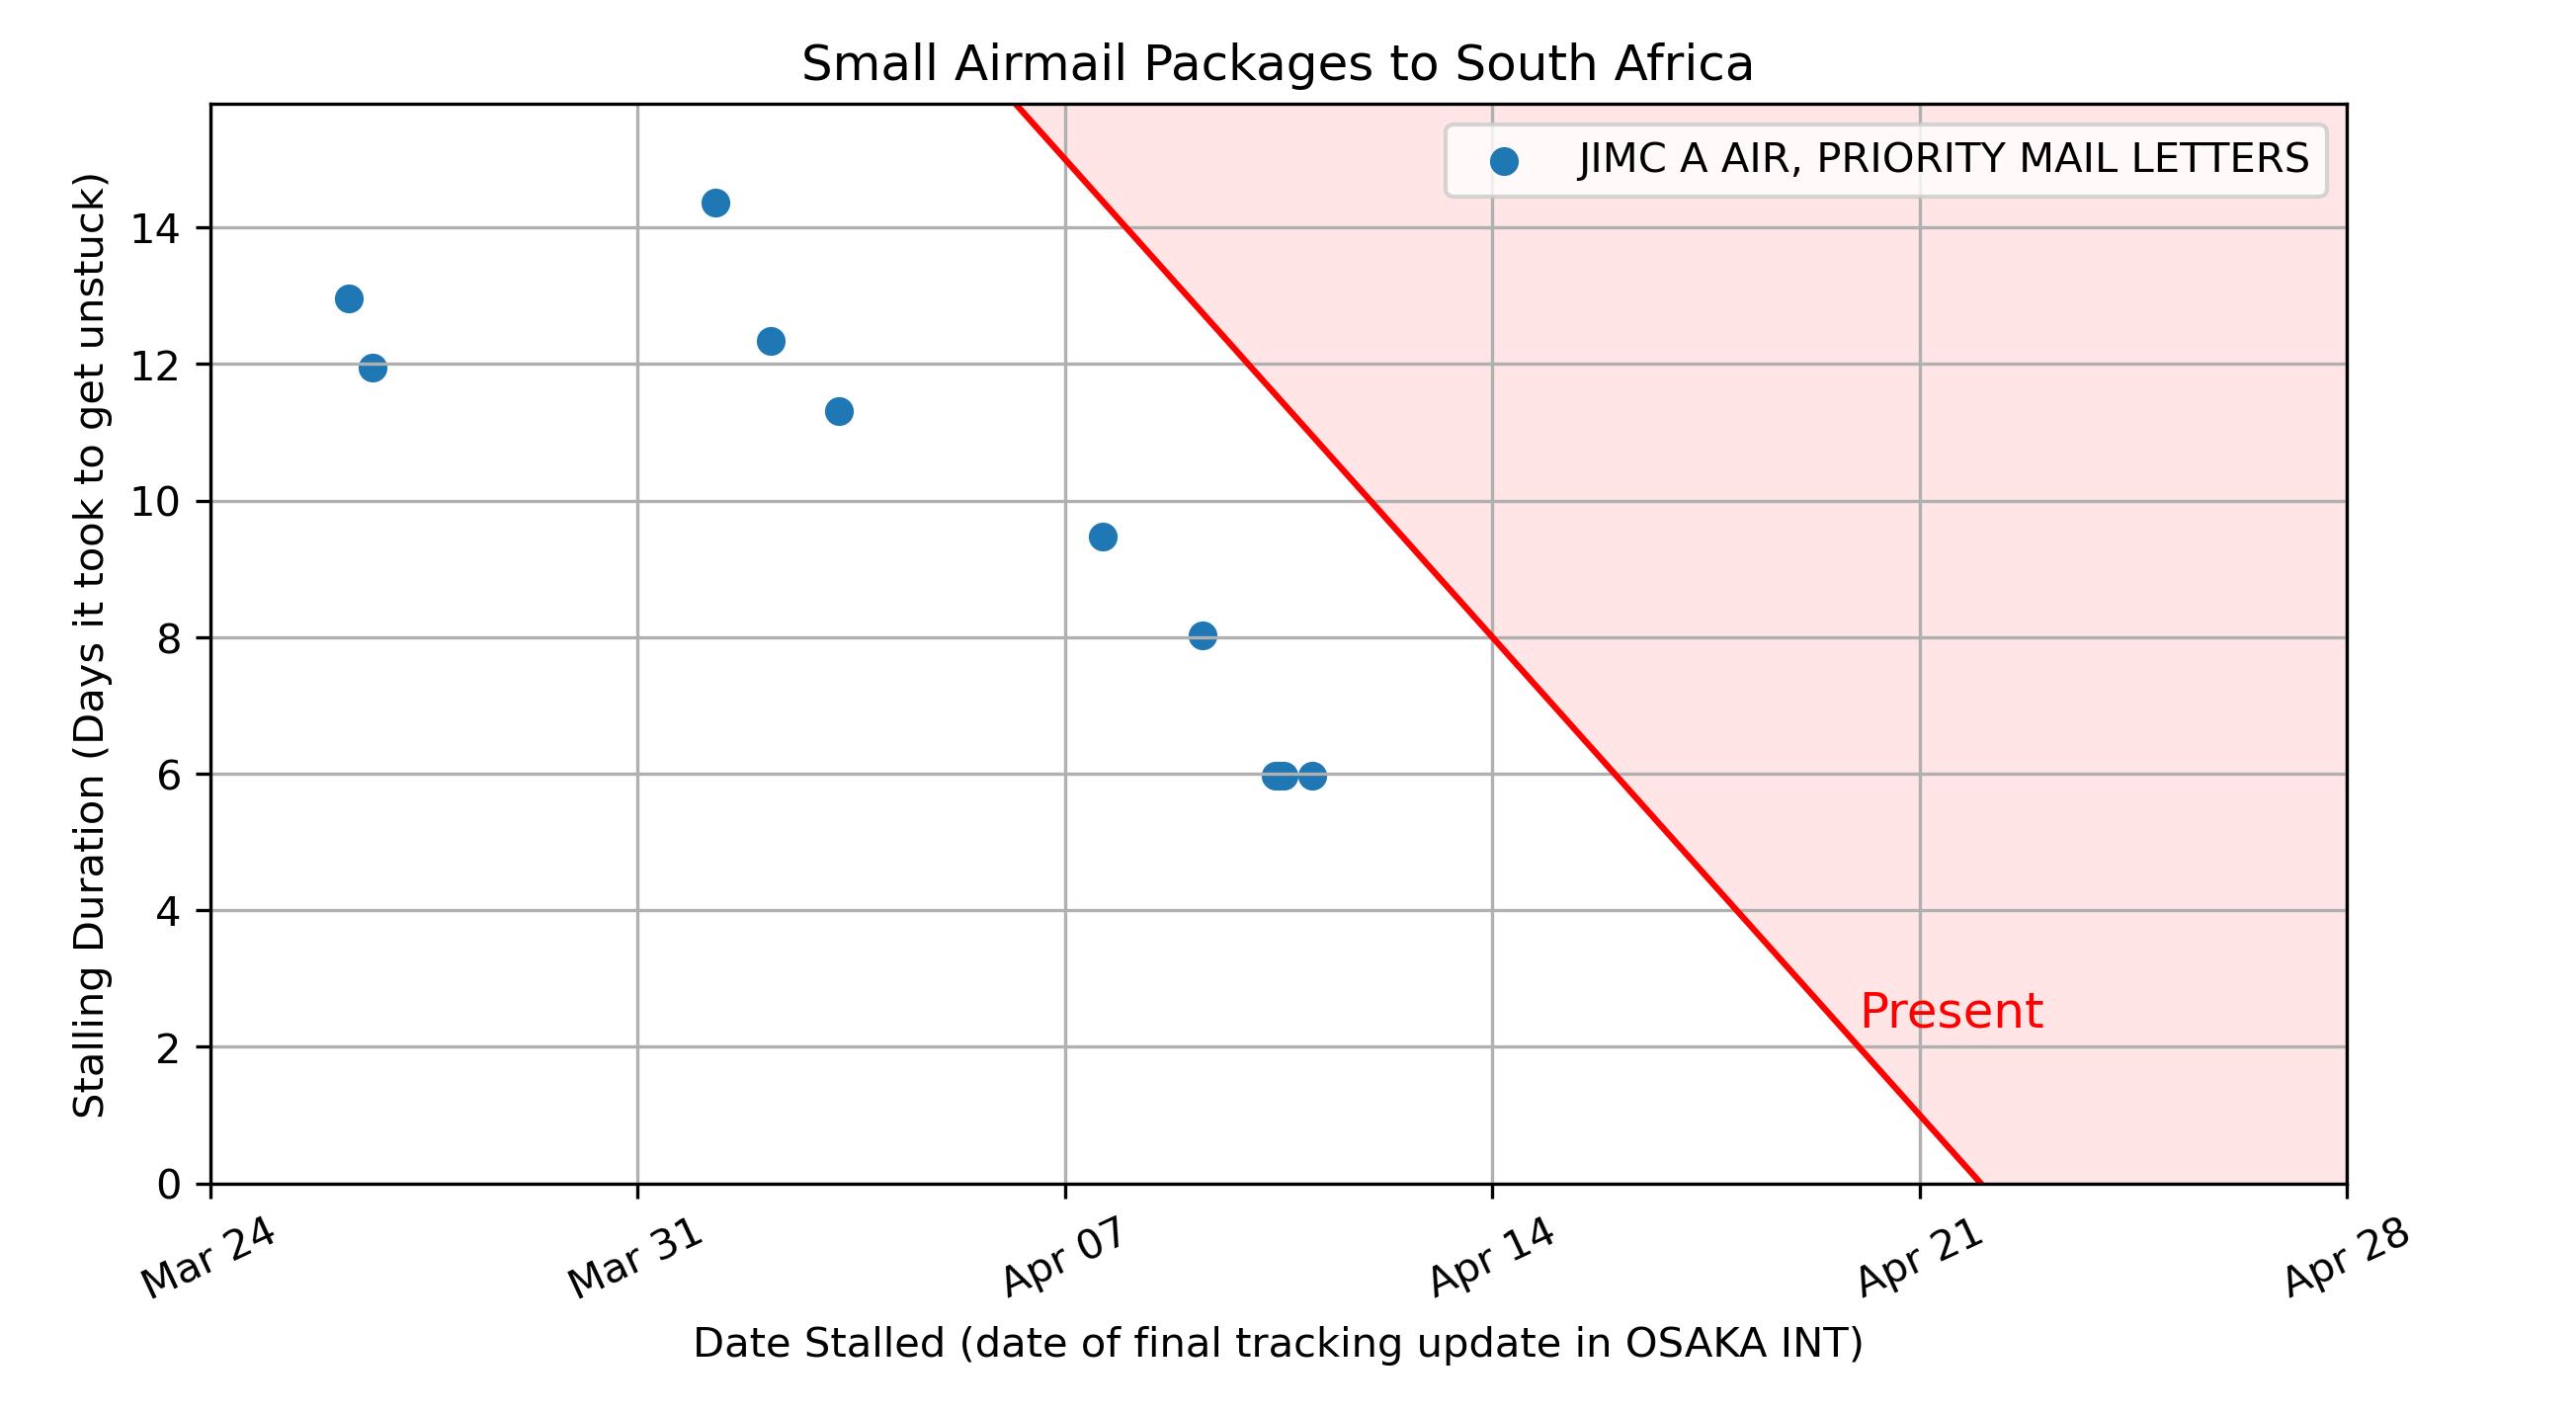 Small Airmail Packages to South Africa
JIMC A AIR, PRIORITY MAIL LETTERS
Stalling Duration (Days it took to get unstuck)
14
12
10
8
6
4
2
0
Present
Mar 24
Mar 31
Apr 07
Apr 14
Apr 21
Apr 28
Date Stalled (date of final tracking update in OSAKA INT)